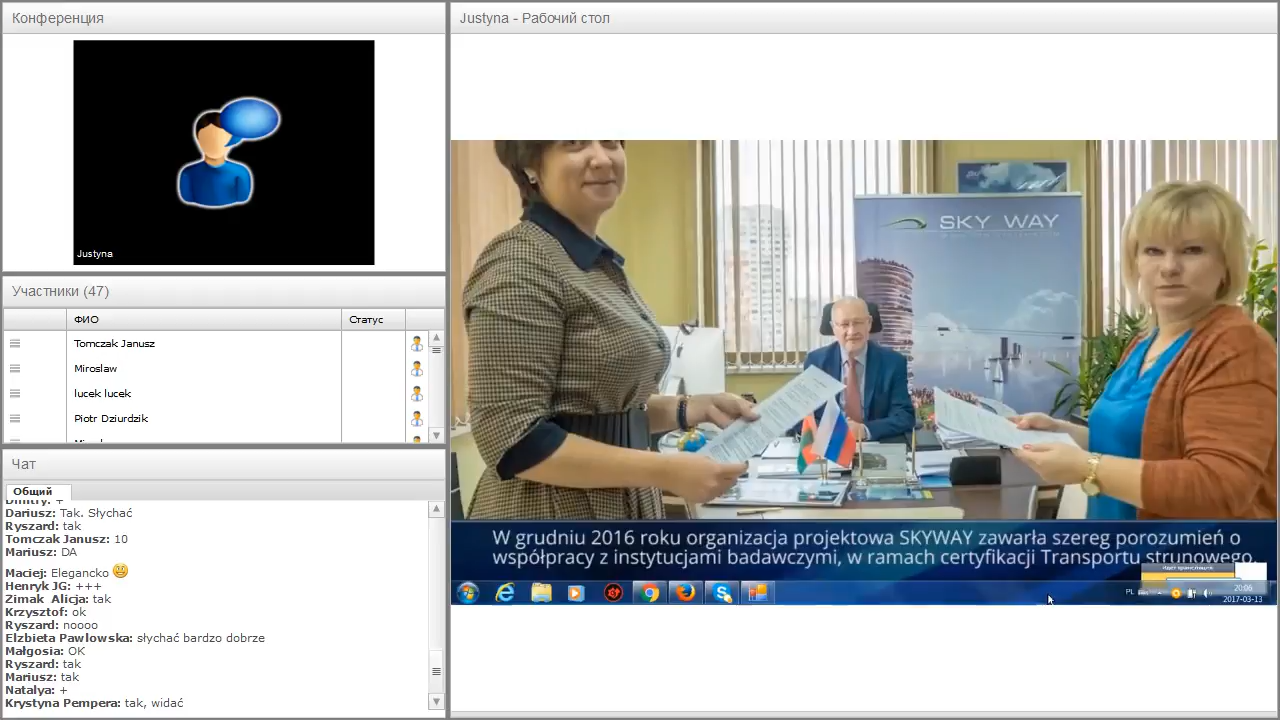 Конференция
Justyna
Участники (47)
ФИО
Статус
Tomczak Janusz
Miroslaw
lucek lucek
Piotr Dziurdzik
Чат
Общий
Dmitry: +
Dariusz: Tak. Słychać
Ryszard: tak
Tomczak Janusz: 10
Mariusz: DA
Maciej: Elegancko
Henryk JG: +++
Zimak Alicja: tak
Krzysztof: ok
Ryszard: noooo
Elzbieta Pawlowska: słychać bardzo dobrze
Małgosia: OK
Ryszard: tak
Mariusz: tak
Natalya: +
Krystyna Pempera: tak, widać
Justyna - Рабочий стол
SKY WAY
W grudniu 2016 roku organizacja projektowa SKYWAY zawarła szereg porozumień o
współpracy z instytucjami badawczymi, w ramach certyfikacji Transportu strunowego.
PL
20:06
2017-03-13